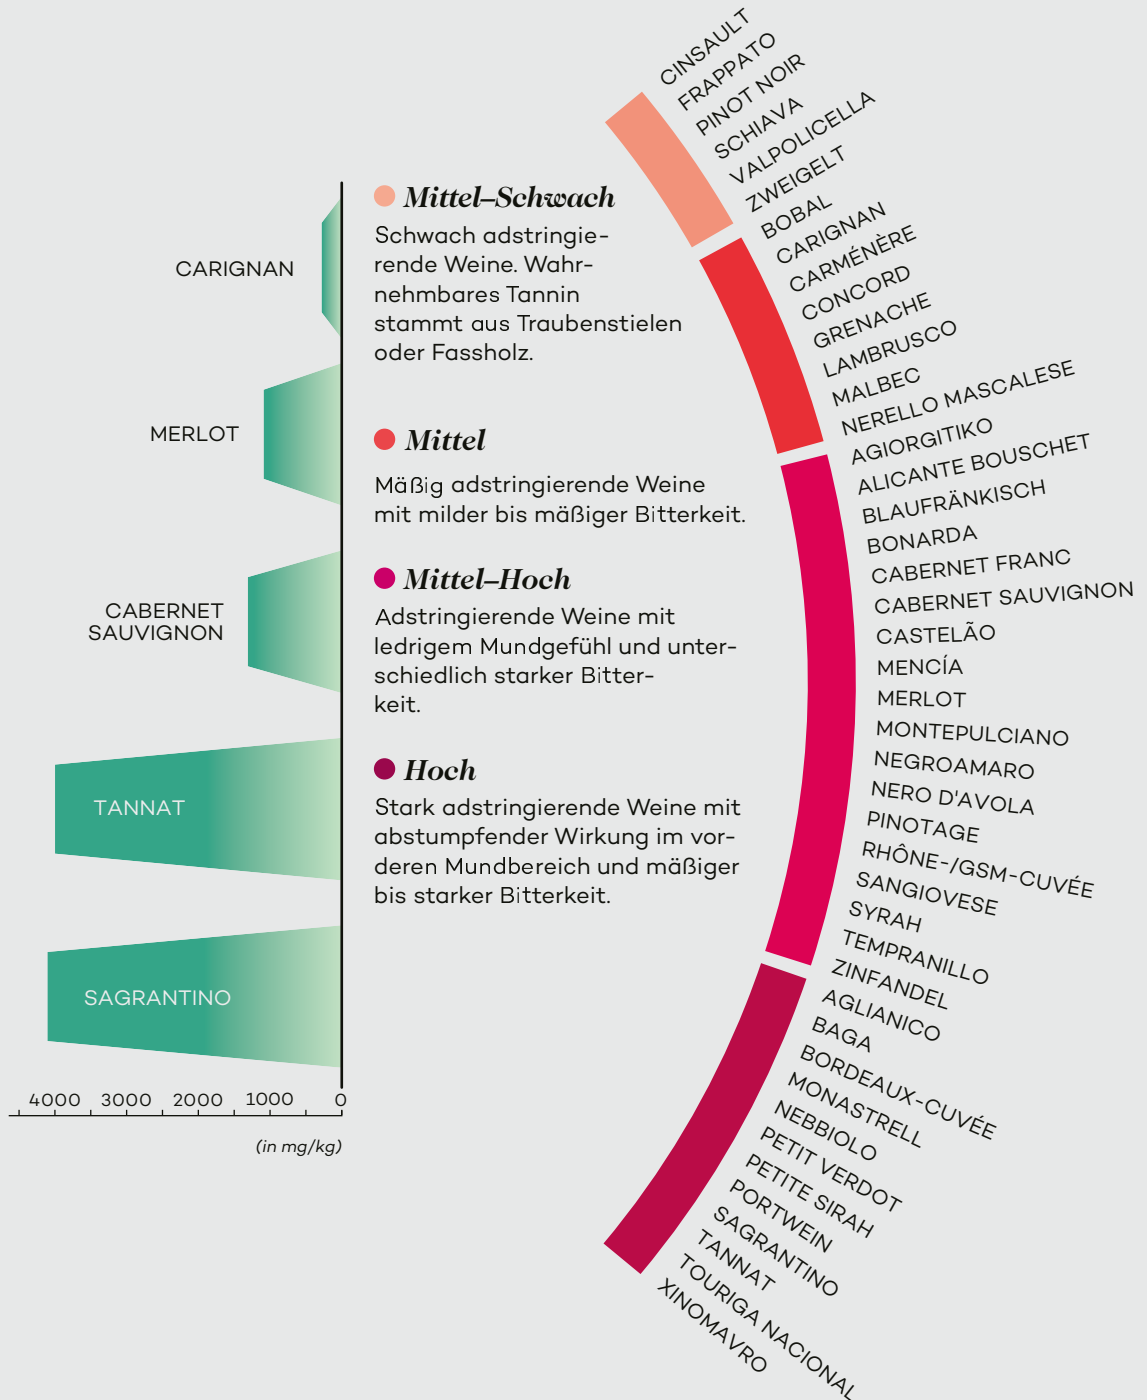 CARIGNAN
MERLOT
CABERNET
SAUVIGNON
TANNAT
SAGRANTINO
4000 3000 2000 1000 0
(in mg/kg)
Mittel–Schwach
Schwach adstringie-
rende Weine. Wahr-
nehmbares Tannin
stammt aus Traubenstielen
oder Fassholz.
Mittel
Mäßig adstringierende Weine
mit milder bis mäßiger Bitterkeit.
Mittel–Hoch
Adstringierende Weine mit
ledrigem Mundgefühl und unter-
schiedlich starker Bitter-
keit.
Hoch
Stark adstringierende Weine mit
abstumpfender Wirkung im vor-
deren Mundbereich und mäßiger
bis starker Bitterkeit.
CINSAULT
FRAPPATO
PINOT NOIR
SCHIAVA
VALPOLICELLA
ZWEIGELT
BOBAL
CARIGNAN
CARMÉNÈRE
CONCORD
GRENACHE
LAMBRUSCO
MALBEC
NERELLO MASCALESE
AGIORGITIKO
ALICANTE BOUSCHET
BLAUFRÄNKISCH
BONARDA
CABERNET FRANC
CABERNET SAUVIGNON
CASTELÃO
MENCÍA
MERLOT
MONTEPULCIANO
NEGROAMARO
NERO D'AVOLA
PINOTAGE
RHÔNE-/GSM-CUVÉE
SANGIOVESE
SYRAH
TEMPRANILLO
ZINFANDEL
AGLIANICO
BAGA
BORDEAUX-CUVÉE
MONASTRELL
NEBBIOLO
PETIT VERDOT
PETITE SIRAH
PORTWEIN
SAGRANTINO
TANNAT
TOURIGA NACIONAL
XINOMAVRO